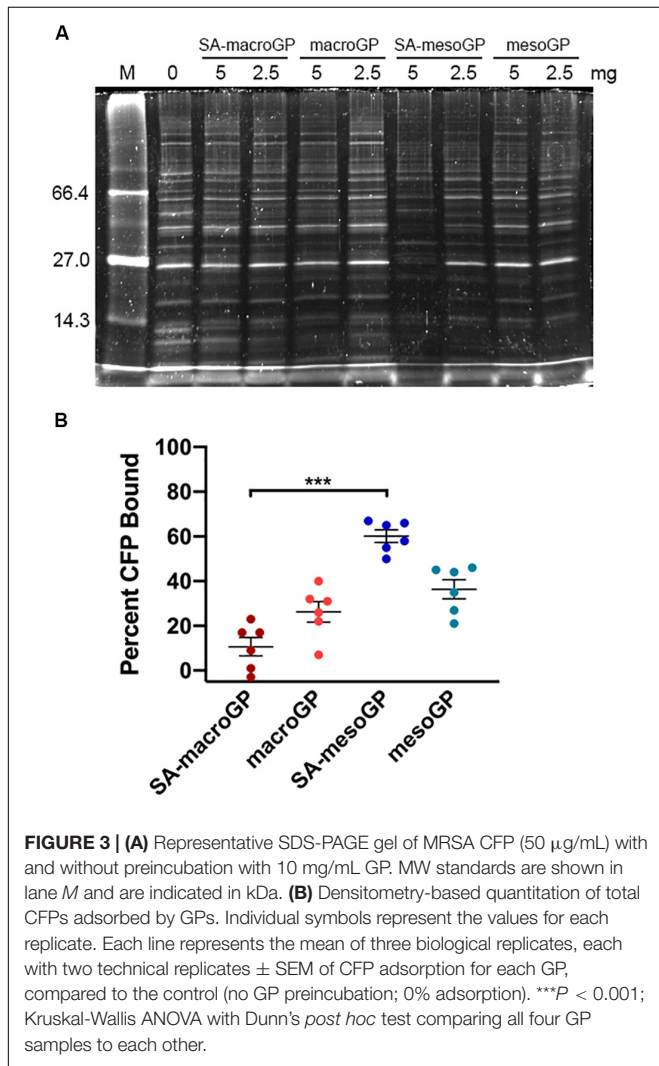 A
SA-macroGP macroGP SA-mesoGP mesoGP
M 0 5 2.5 5 2.5 5 2.5 5 2.5 mg
66.4
27.0
14.3
B
Percent CFP Bound
100
80
60
40
20
0
***
SA-macroGP
macroGP
SA-mesoGP
mesoGP
FIGURE 3 | (A) Representative SDS-PAGE gel of MRSA CFP (50 μg/mL) with
and without preincubation with 10 mg/mL GP. MW standards are shown in
lane M and are indicated in kDa. (B) Densitometry-based quantitation of total
CFPs adsorbed by GPs. Individual symbols represent the values for each
replicate. Each line represents the mean of three biological replicates, each
with two technical replicates ± SEM of CFP adsorption for each GP,
compared to the control (no GP preincubation; 0% adsorption). ***P < 0.001;
Kruskal-Wallis ANOVA with Dunn's post hoc test comparing all four GP
samples to each other.